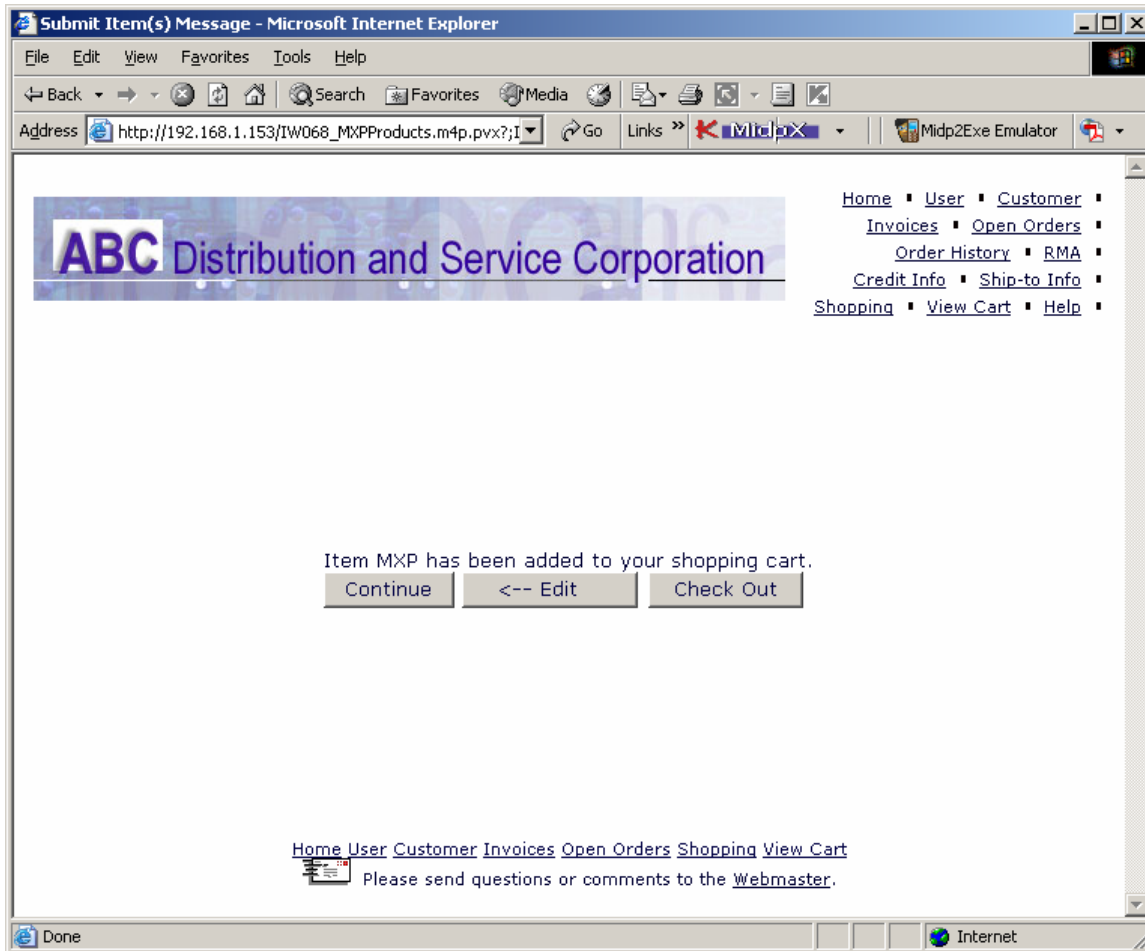 Submit Item(s) Message - Microsoft Internet Explorer
File Edit View Favorites Tools Help
Back Search Favorites Media
Address http://192.168.1.153/IW068_MXPProducts.m4p.pvx?;I Go Links » MidpX Midp2Exe Emulator
Home User Customer
Invoices Open Orders
Order History RMA
Credit Info Ship-to Info
Shopping View Cart Help
ABC Distribution and Service Corporation
Item MXP has been added to your shopping cart.
Continue <-- Edit Check Out
Home User Customer Invoices Open Orders Shopping View Cart
Please send questions or comments to the Webmaster.
Done Internet